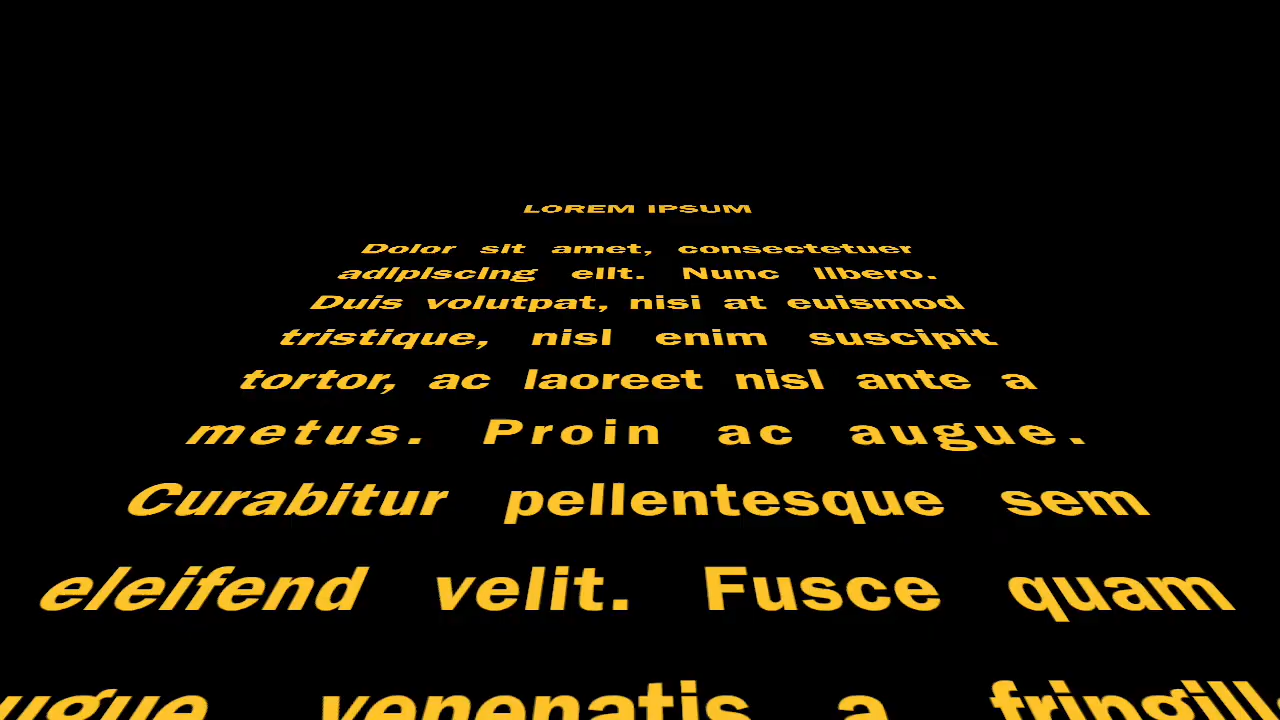 LOREM IPSUM
Dolor sit amet, consectetuer
adipiscing elit. Nunc libero.
Duis volutpat, nisi at euismod
tristique, nisl enim suscipit
tortor, ac laoreet nisl ante a
metus. Proin ac augue.
Curabitur pellentesque sem
eleifend velit. Fusce quam
venenatis a